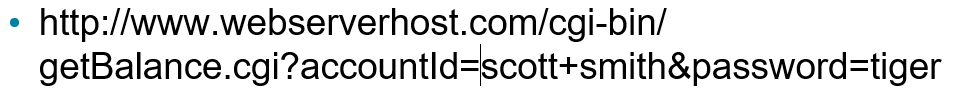 • http://www.webserverhost.com/cgi-bin/
getBalance.cgi?accountId=scott+smith&password=tiger